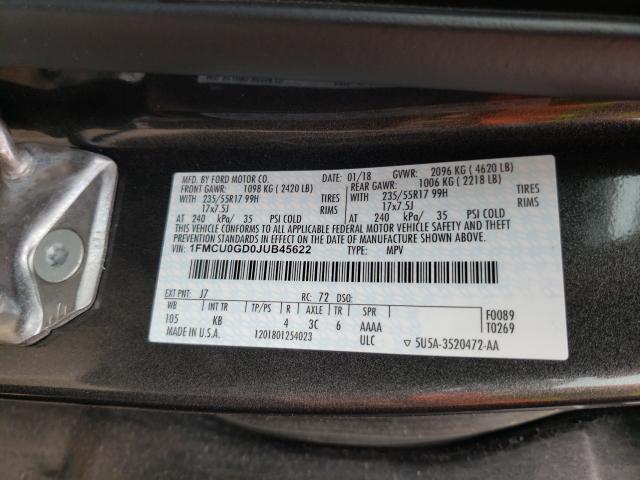 MFD. BY FORD MOTOR CO. 01/18 GVWR: 2096 KG (4620 LB)
FRONT GAWR: 1098 KG (2420 LB) REAR GAWR: 1006 KG (2218 LB)
WITH 235/55R17 99H TIRES WITH 235/55R17 99H TIRES
17x7.5J RIMS 17x7.5J RIMS
AT 240 kPa/ 35 PSI COLD AT 240 kPa/ 35 PSI COLD
THIS VEHICLE CONFORMS TO ALL APPLICABLE FEDERAL MOTOR VEHICLE SAFETY AND THEFT
PREVENTION STANDARDS IN EFFECT ON THE DATE OF MANUFACTURE SHOWN ABOVE.
VIN: 1FMCU0GD0JUB45622 TYPE: MPV
EXT PNT: J7 RC: 72 DSO:
WB INT TR TP/PS R AXLE TR SPR F0089
105 KB 4 3C 6 AAAA T0269
MADE IN U.S.A. 1201801254023 ULC 5U5A-3520472-AA